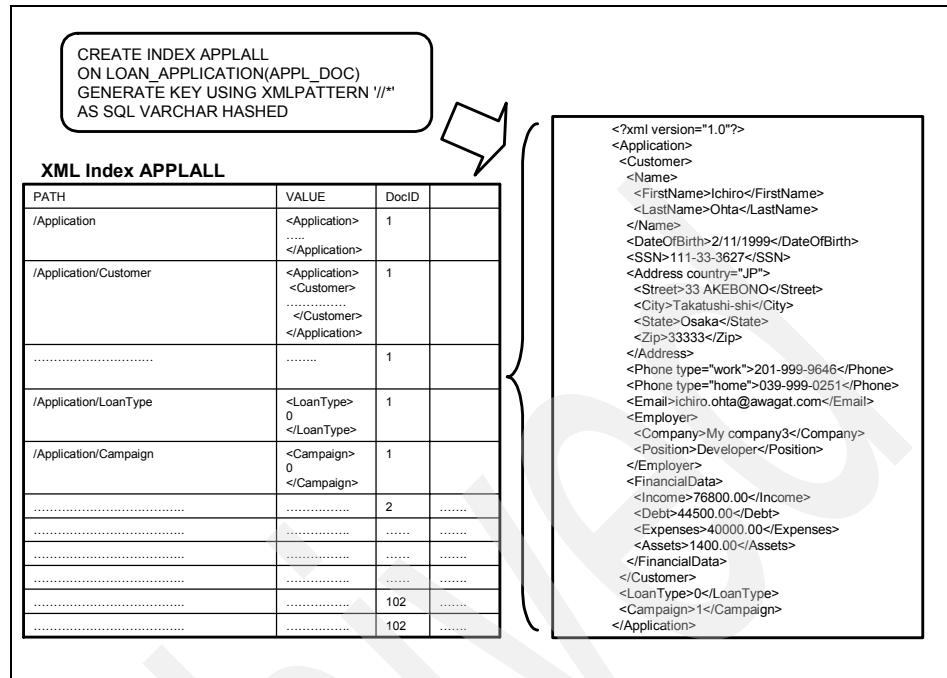 CREATE INDEX APPLALL
ON LOAN_APPLICATION(APPL_DOC)
GENERATE KEY USING XMLPATTERN '//*'
AS SQL VARCHAR HASHED
XML Index APPLALL
PATH VALUE DocID
/Application <Application> 1
.....
</Application>
/Application/Customer <Application> 1
<Customer>
...............
</Customer>
</Application>
.............................. ........ 1
/Application/LoanType <LoanType> 1
0
</LoanType>
/Application/Campaign <Campaign> 1
0
</Campaign>
..................................... ................ 2 .......
..................................... ................ ...... .......
..................................... ................ ...... .......
..................................... ................ ...... .......
..................................... ................ 102 .......
..................................... ................ 102 .......
<?xml version="1.0"?>
<Application>
<Customer>
<Name>
<FirstName>Ichiro</FirstName>
<LastName>Ohta</LastName>
</Name>
<DateOfBirth>2/11/1999</DateOfBirth>
<SSN>111-33-3627</SSN>
<Address country="JP">
<Street>33 AKEBONO</Street>
<City>Takatushi-shi</City>
<State>Osaka</State>
<Zip>33333</Zip>
</Address>
<Phone type="work">201-999-9646</Phone>
<Phone type="home">039-999-0251</Phone>
<Email>ichiro.ohta@awagat.com</Email>
<Employer>
<Company>My company3</Company>
<Position>Developer</Position>
</Employer>
<FinancialData>
<Income>76800.00</Income>
<Debt>44500.00</Debt>
<Expenses>40000.00</Expenses>
<Assets>1400.00</Assets>
</FinancialData>
</Customer>
<LoanType>0</LoanType>
<Campaign>1</Campaign>
</Application>